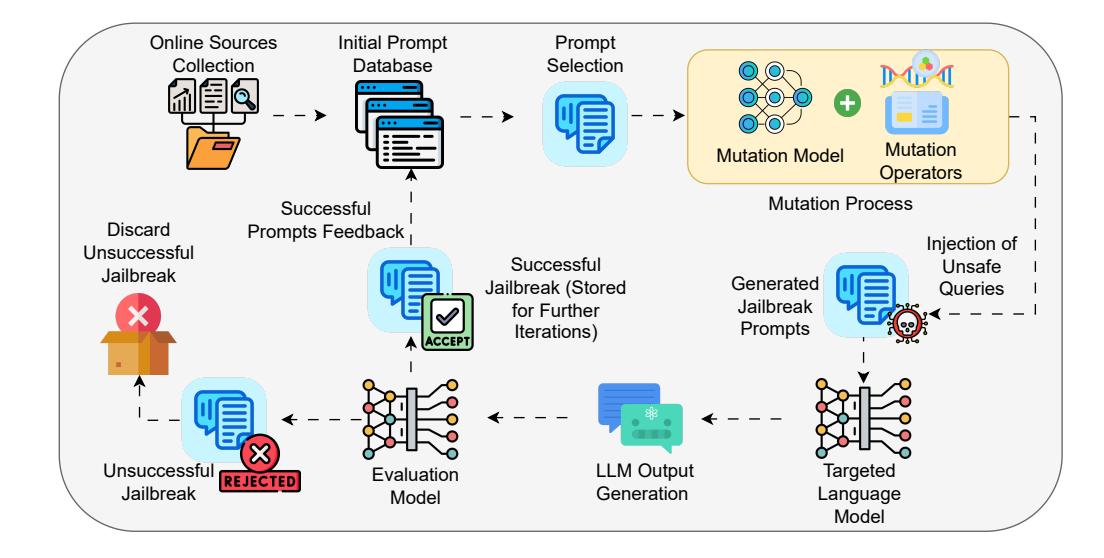 Online Sources
Collection
Initial Prompt
Database
Prompt
Selection
Mutation Model
Mutation
Operators
Mutation Process
Successful
Prompts Feedback
Discard
Unsuccessful
Jailbreak
Successful
Jailbreak (Stored
for Further
Iterations)
ACCEPT
Generated
Jailbreak
Prompts
Injection of
Unsafe
Queries
Unsuccessful
Jailbreak
REJECTED
Evaluation
Model
LLM Output
Generation
Targeted
Language
Model